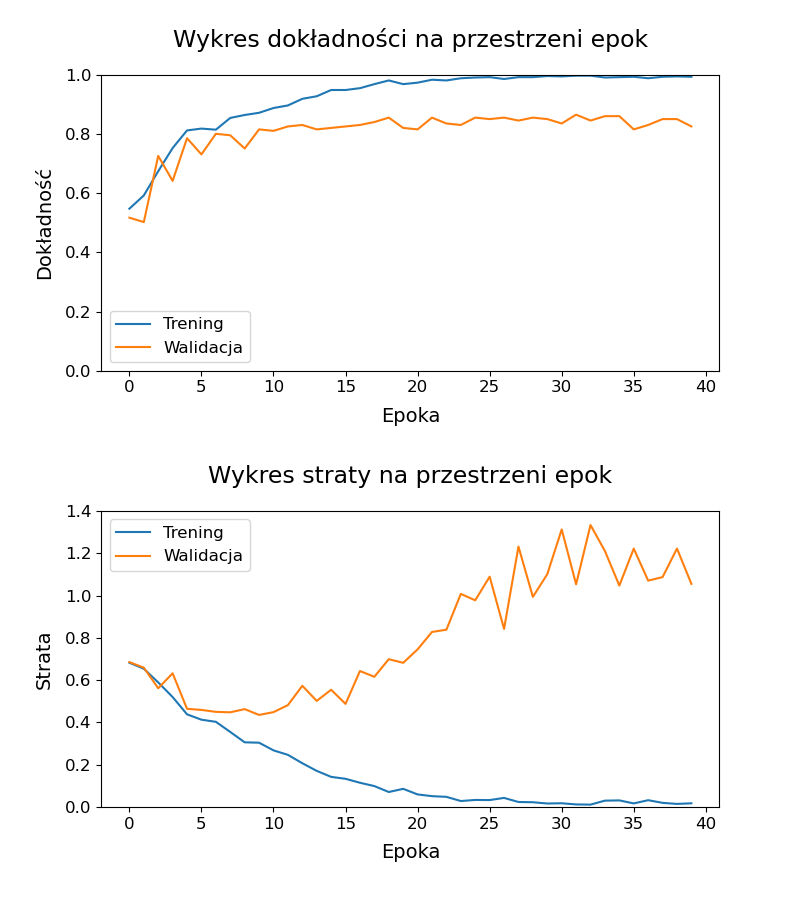 Wykres dokładności na przestrzeni epok
1.0
0.8
0.6
0.4
0.2
0.0
Dokładność
Trening
Walidacja
0 5 10 15 20 25 30 35 40
Epoka
Wykres straty na przestrzeni epok
1.4
1.2
1.0
0.8
0.6
0.4
0.2
0.0
Strata
Trening
Walidacja
0 5 10 15 20 25 30 35 40
Epoka